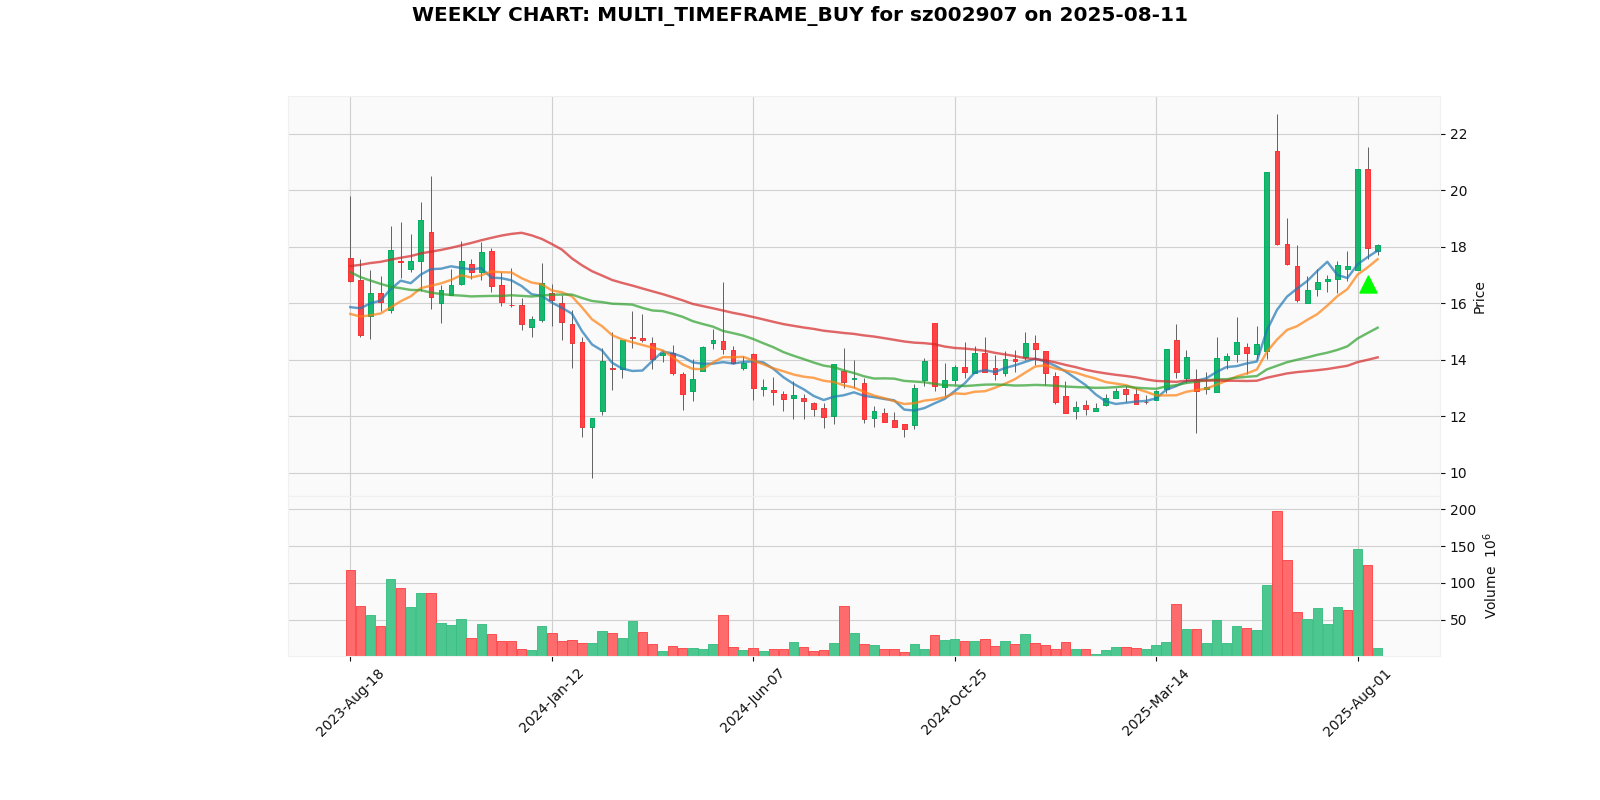 WEEKLY CHART: MULTI_TIMEFRAME_BUY for sz002907 on 2025-08-11
22
20
18
16
14
12
10
Price
200
150
100
50
Volume 10⁶
2023-Aug-18
2024-Jan-12
2024-Jun-07
2024-Oct-25
2025-Mar-14
2025-Aug-01